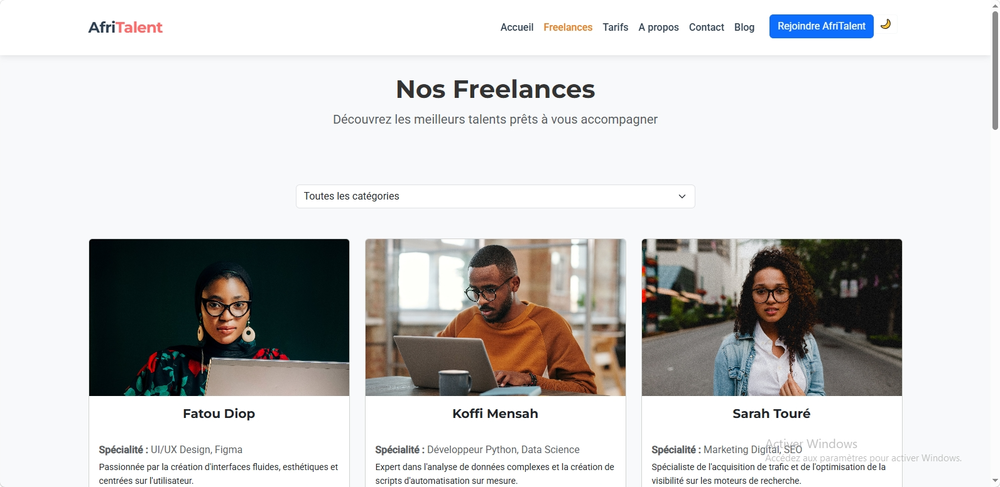 AfriTalent
Accueil Freelances Tarifs A propos Contact Blog Rejoindre AfriTalent
Nos Freelances
Découvrez les meilleurs talents prêts à vous accompagner
Toutes les catégories
Fatou Diop
Spécialité : UI/UX Design, Figma
Passionnée par la création d'interfaces fluides, esthétiques et
centrées sur l'utilisateur.
Koffi Mensah
Spécialité : Développeur Python, Data Science
Expert dans l'analyse de données complexes et la création de
scripts d'automatisation sur mesure.
Sarah Touré
Spécialité : Marketing Digital, SEO
Spécialiste de l'acquisition de trafic et de l'optimisation de la
visibilité sur les moteurs de recherche.
Activer Windows
Accédez aux paramètres pour activer Windows.